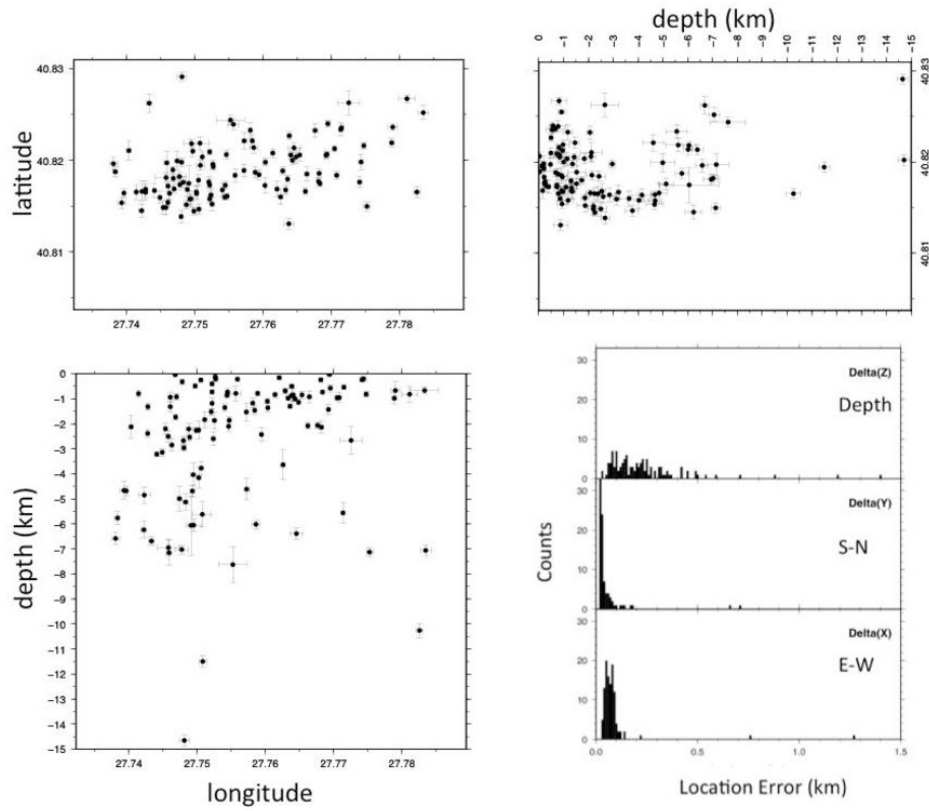 depth (km)
0 -1 -2 -3 -4 -5 -6 -7 -8 -9 -10 -11 -12 -13 -14 -15
40.83
40.82
40.81
latitude
27.74 27.75 27.76 27.77 27.78
40.83
40.82
40.81
0
-1
-2
-3
-4
-5
-6
-7
-8
-9
-10
-11
-12
-13
-14
-15
depth (km)
27.74 27.75 27.76 27.77 27.78
longitude
30
20
10
0
Delta(Z)
Depth
30
20
10
0
Delta(Y)
S-N
30
20
10
0
Delta(X)
E-W
Counts
0.0 0.5 1.0 1.5
Location Error (km)